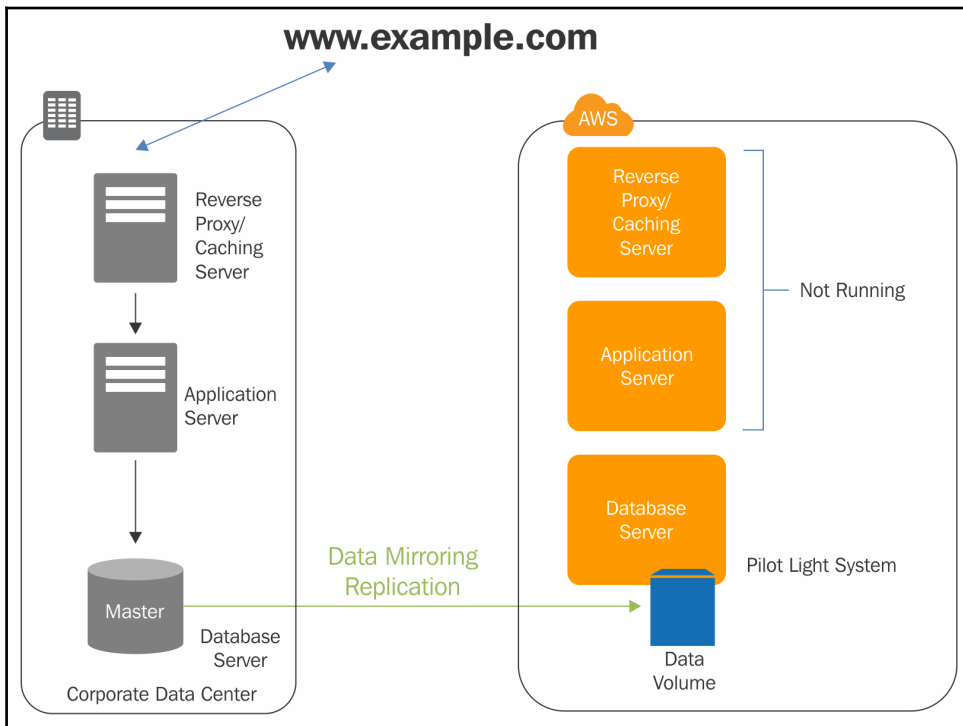 www.example.com
Reverse
Proxy/
Caching
Server
Application
Server
Master
Database
Server
Corporate Data Center
Data Mirroring
Replication
AWS
Reverse
Proxy/
Caching
Server
Application
Server
Not Running
Database
Server
Pilot Light System
Data
Volume